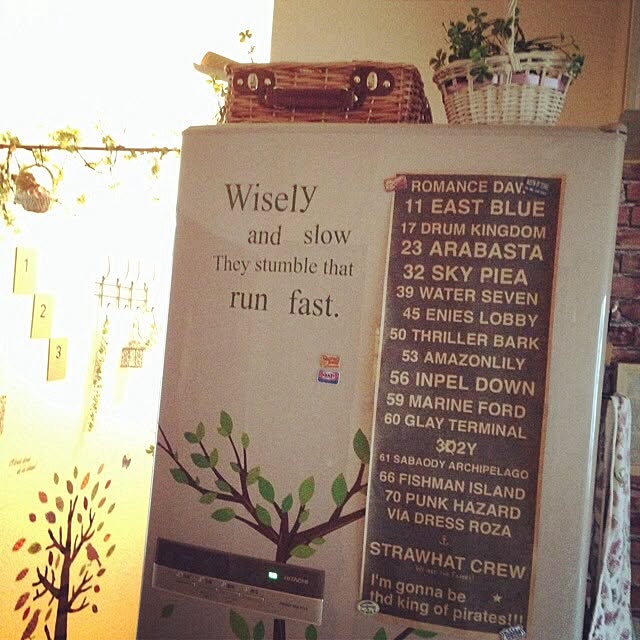 1
2
3
Wisely
and slow
They stumble that
run fast.
ROMANCE DAWN
11 EAST BLUE
17 DRUM KINGDOM
23 ARABASTA
32 SKY PIEA
39 WATER SEVEN
45 ENIES LOBBY
50 THRILLER BARK
53 AMAZONLILY
56 INPEL DOWN
59 MARINE FORD
60 GLAY TERMINAL
3D2Y
61 SABAODY ARCHIPELAGO
66 FISHMAN ISLAND
70 PUNK HAZARD
VIA DRESS ROZA
STRAWHAT CREW
I'm gonna be
thd king of pirates!!!
HITACHI